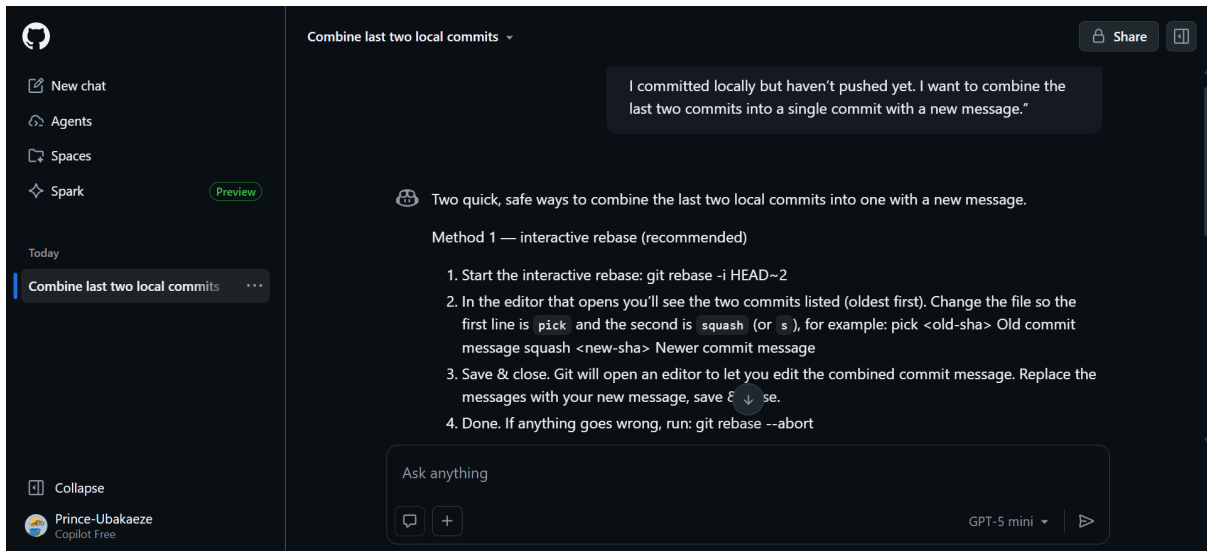 New chat
Agents
Spaces
Spark
Preview
Today
Combine last two local commits
Collapse
Prince-Ubakaeze
Copilot Free
Combine last two local commits
Share
I committed locally but haven’t pushed yet. I want to combine the
last two commits into a single commit with a new message.”
Two quick, safe ways to combine the last two local commits into one with a new message.
Method 1 — interactive rebase (recommended)
1. Start the interactive rebase: git rebase -i HEAD~2
2. In the editor that opens you’ll see the two commits listed (oldest first). Change the file so the
first line is pick and the second is squash (or s), for example: pick <old-sha> Old commit
message squash <new-sha> Newer commit message
3. Save & close. Git will open an editor to let you edit the combined commit message. Replace the
messages with your new message, save &
4. Done. If anything goes wrong, run: git rebase --abort
Ask anything
GPT-5 mini